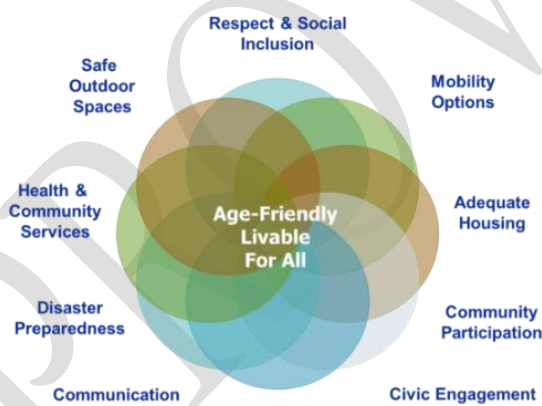 Respect & Social
Inclusion
Safe
Outdoor
Spaces
Mobility
Options
Health &
Community
Services
Age-Friendly
Livable
For All
Adequate
Housing
Disaster
Preparedness
Community
Participation
Communication
Civic Engagement